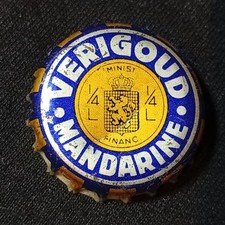 VERIGOUD
MINIST
1/4 L
1/4 L
FINANC
• MANDARINE •